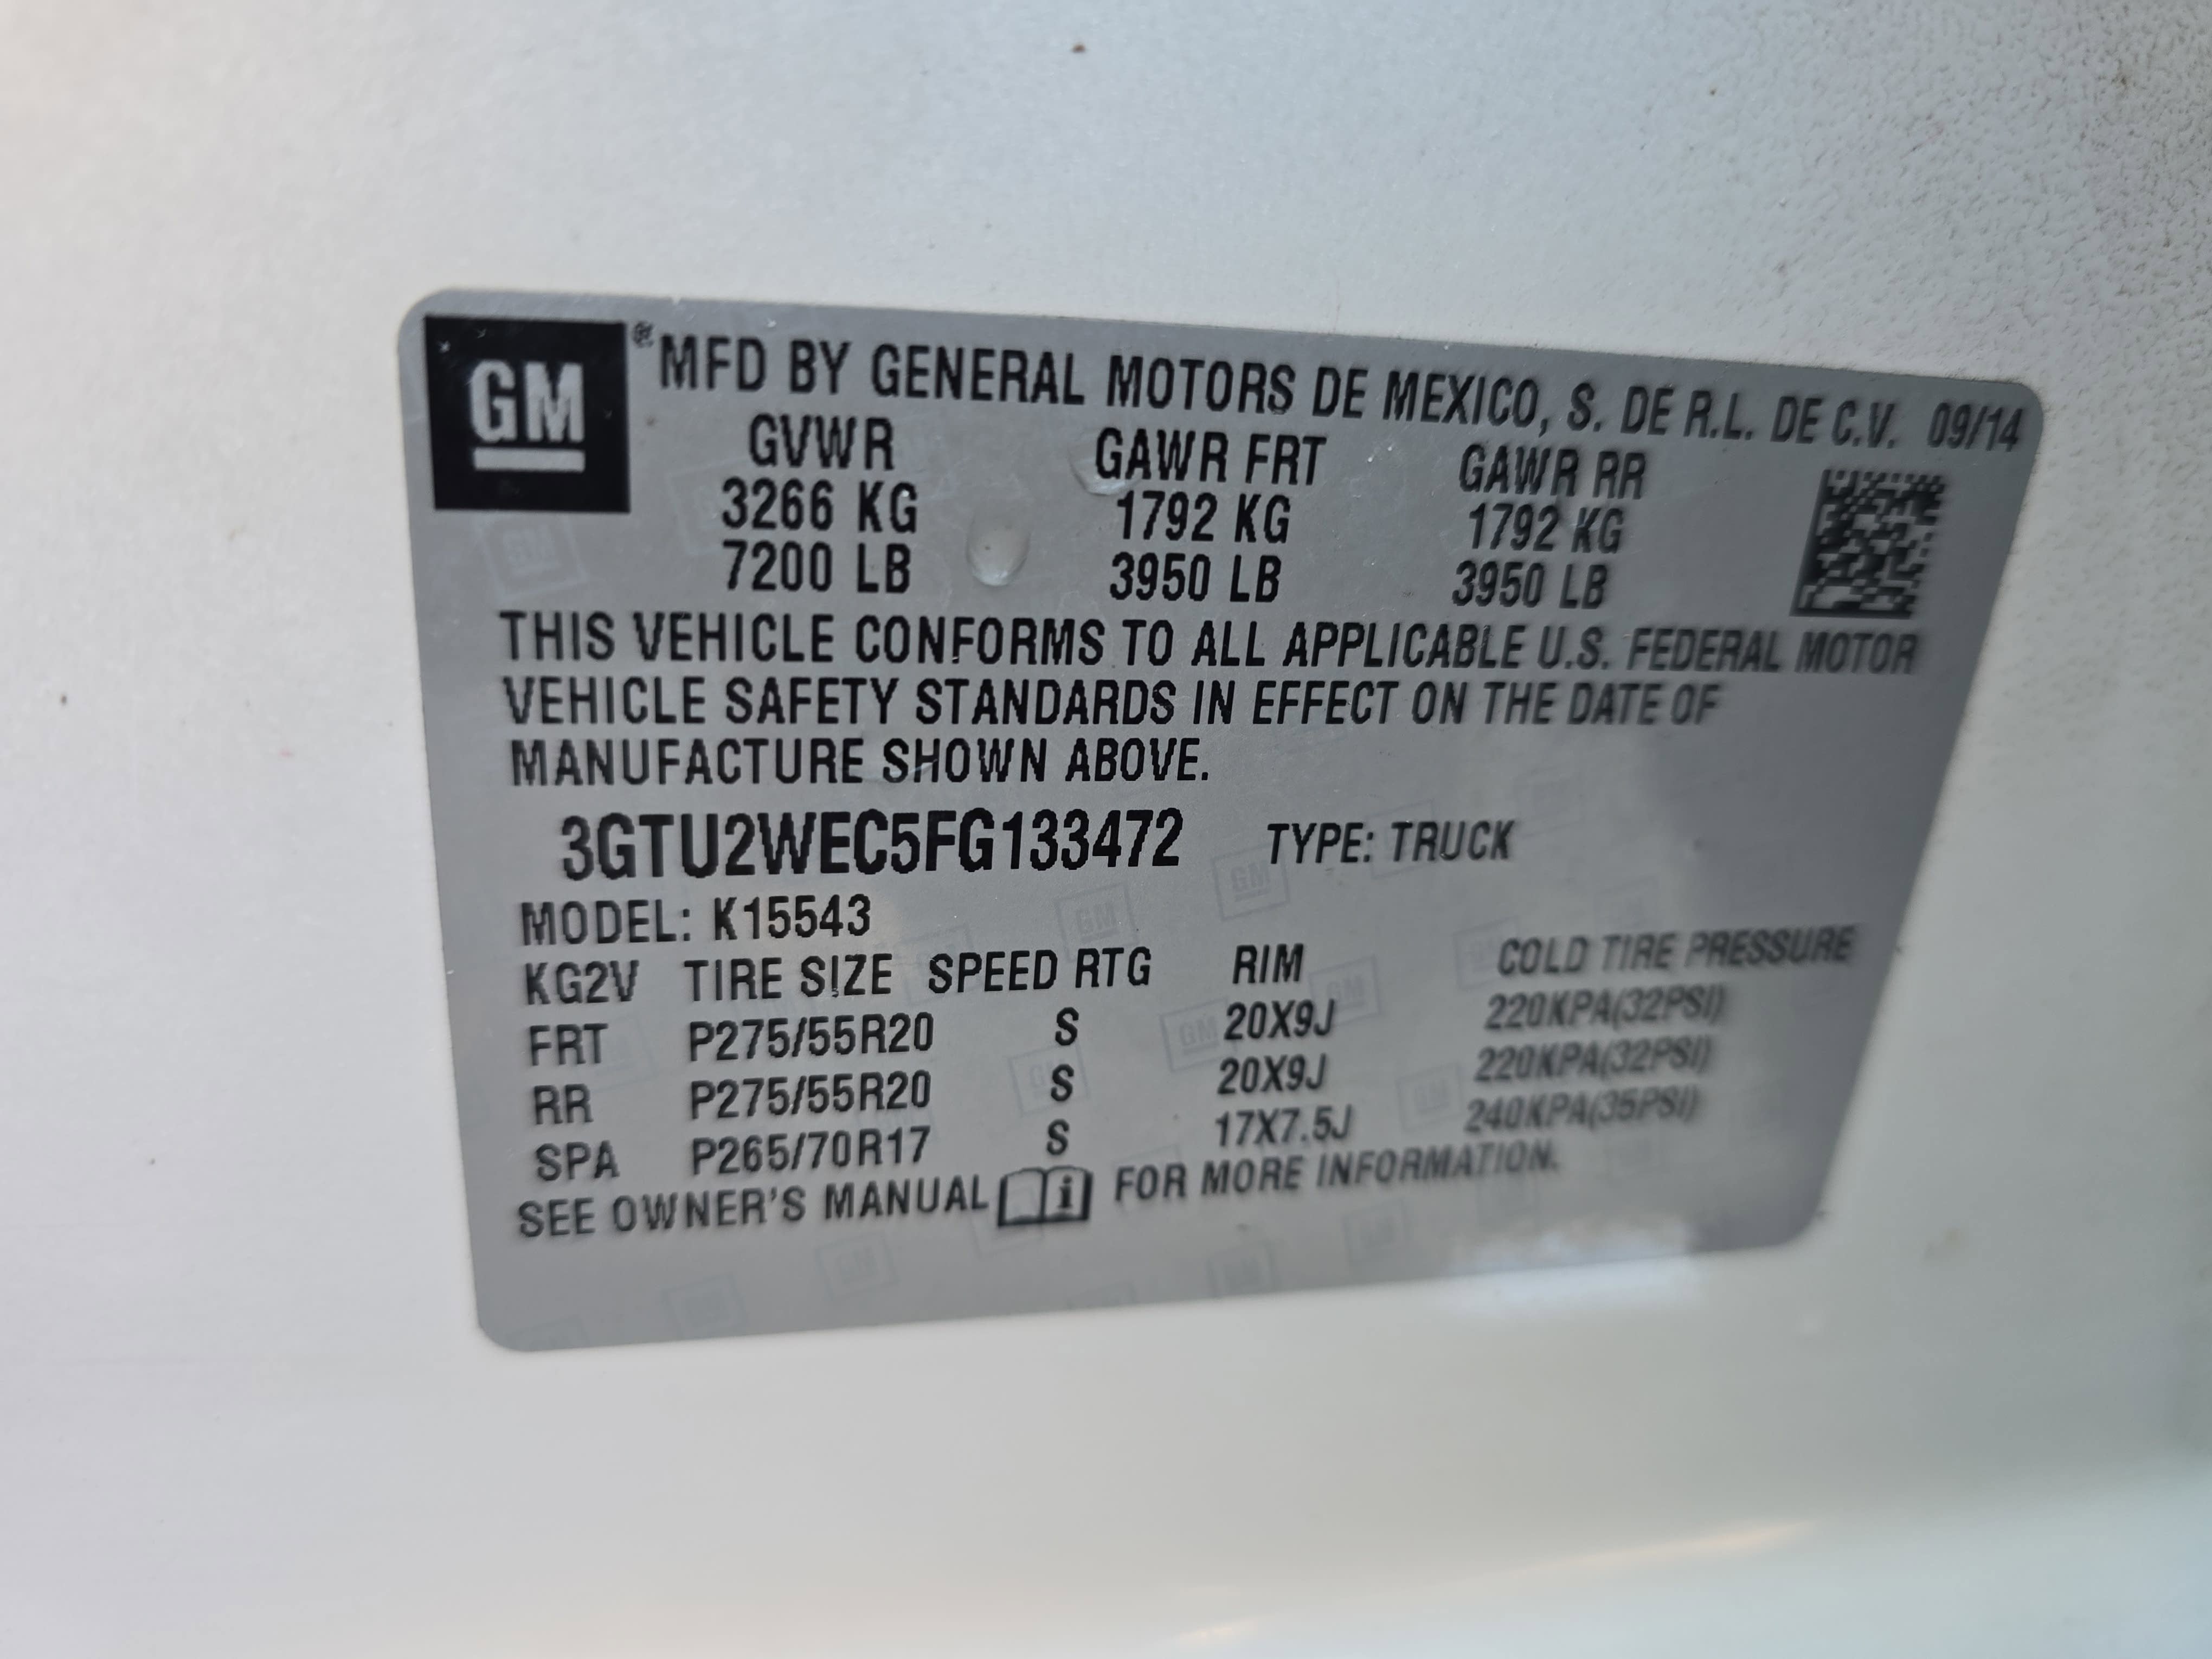 GM
® MFD BY GENERAL MOTORS DE MEXICO, S. DE R.L. DE C.V. 09/14
GVWR GAWR FRT GAWR RR
3266 KG 1792 KG 1792 KG
7200 LB 3950 LB 3950 LB
THIS VEHICLE CONFORMS TO ALL APPLICABLE U.S. FEDERAL MOTOR
VEHICLE SAFETY STANDARDS IN EFFECT ON THE DATE OF
MANUFACTURE SHOWN ABOVE.
3GTU2WEC5FG133472 TYPE: TRUCK
MODEL: K15543
KG2V TIRE SIZE SPEED RTG RIM COLD TIRE PRESSURE
FRT P275/55R20 S 20X9J 220KPA(32PSI)
RR P275/55R20 S 20X9J 220KPA(32PSI)
SPA P265/70R17 S 17X7.5J 240KPA(35PSI)
SEE OWNER'S MANUAL i FOR MORE INFORMATION.